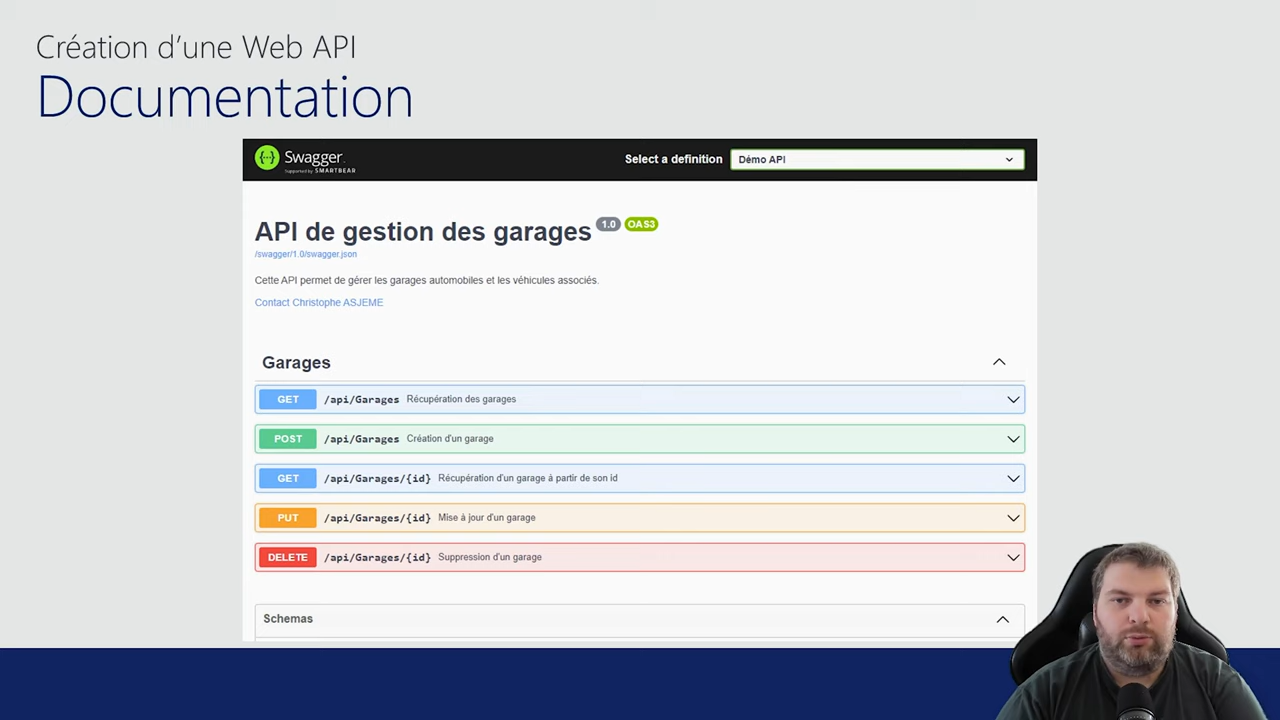 Création d'une Web API
Documentation
{...} Swagger.
Supported by SMARTBEAR
Select a definition
Démo API
API de gestion des garages 1.0 OAS3
/swagger/1.0/swagger.json
Cette API permet de gérer les garages automobiles et les véhicules associés.
Contact Christophe ASJEME
Garages
GET /api/Garages Récupération des garages
POST /api/Garages Création d'un garage
GET /api/Garages/{id} Récupération d'un garage à partir de son id
PUT /api/Garages/{id} Mise à jour d'un garage
DELETE /api/Garages/{id} Suppression d'un garage
Schemas